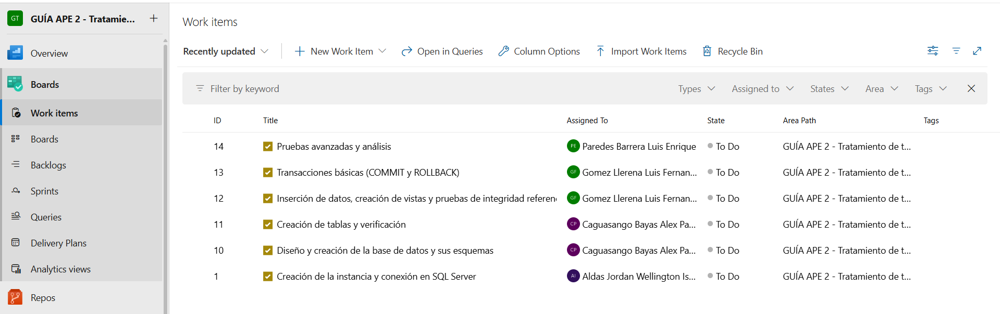 GT GUÍA APE 2 - Tratamie... +
Overview
Boards
Work items
Boards
Backlogs
Sprints
Queries
Delivery Plans
Analytics views
Repos
Work items
Recently updated New Work Item Open in Queries Column Options Import Work Items Recycle Bin
Filter by keyword Types Assigned to States Area Tags
ID Title Assigned To State Area Path Tags
14 Pruebas avanzadas y análisis PE Paredes Barrera Luis Enrique To Do GUÍA APE 2 - Tratamiento de t...
13 Transacciones básicas (COMMIT y ROLLBACK) GF Gomez Llerena Luis Fernan... To Do GUÍA APE 2 - Tratamiento de t...
12 Inserción de datos, creación de vistas y pruebas de integridad referen GF Gomez Llerena Luis Fernan... To Do GUÍA APE 2 - Tratamiento de t...
11 Creación de tablas y verificación CP Caguasango Bayas Alex Pa... To Do GUÍA APE 2 - Tratamiento de t...
10 Diseño y creación de la base de datos y sus esquemas CP Caguasango Bayas Alex Pa... To Do GUÍA APE 2 - Tratamiento de t...
1 Creación de la instancia y conexión en SQL Server AI Aldas Jordan Wellington Is... To Do GUÍA APE 2 - Tratamiento de t...